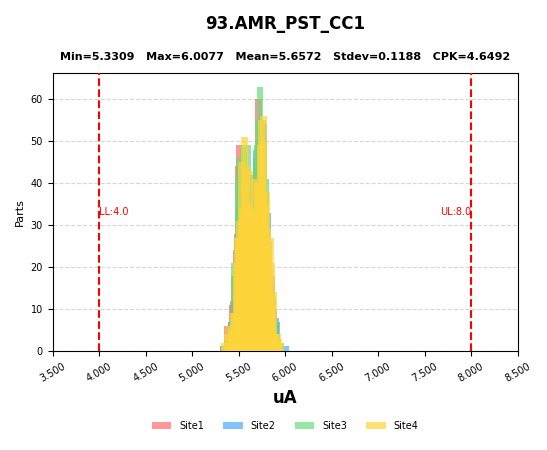 93.AMR_PST_CC1
Min=5.3309 Max=6.0077 Mean=5.6572 Stdev=0.1188 CPK=4.6492
60
50
40
30
20
10
0
Parts
LL:4.0
UL:8.0
3.500 4.000 4.500 5.000 5.500 6.000 6.500 7.000 7.500 8.000 8.500
uA
Site1 Site2 Site3 Site4